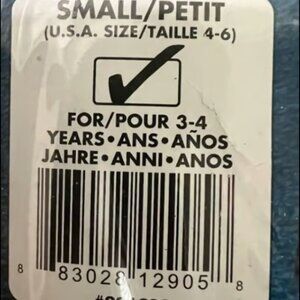 SMALL/PETIT
(U.S.A. SIZE/TAILLE 4-6)
FOR/POUR 3-4
YEARS•ANS•AÑOS
JAHRE•ANNI•ANOS
8 83028 12905 8